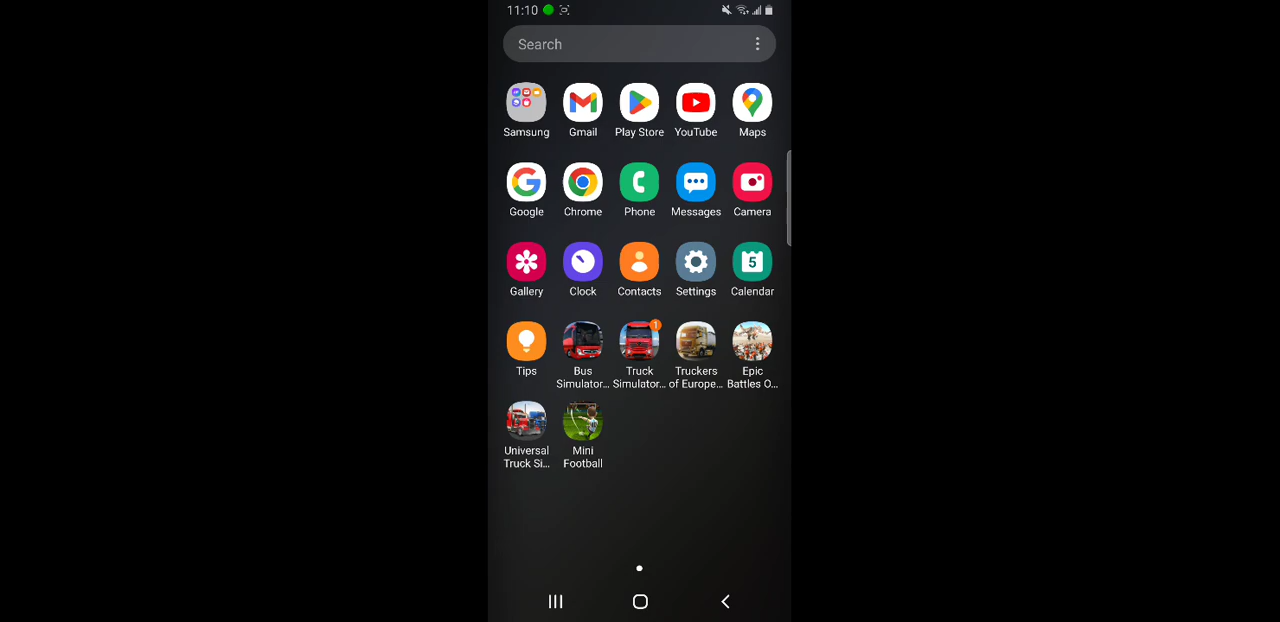 11:10
Search
Samsung
Gmail
Play Store
YouTube
Maps
Google
Chrome
Phone
Messages
Camera
Gallery
Clock
Contacts
Settings
5
Calendar
Tips
Bus
Simulator...
1
Truck
Simulator...
Truckers
of Europe...
Epic
Battles O...
Universal
Truck Si...
Mini
Football